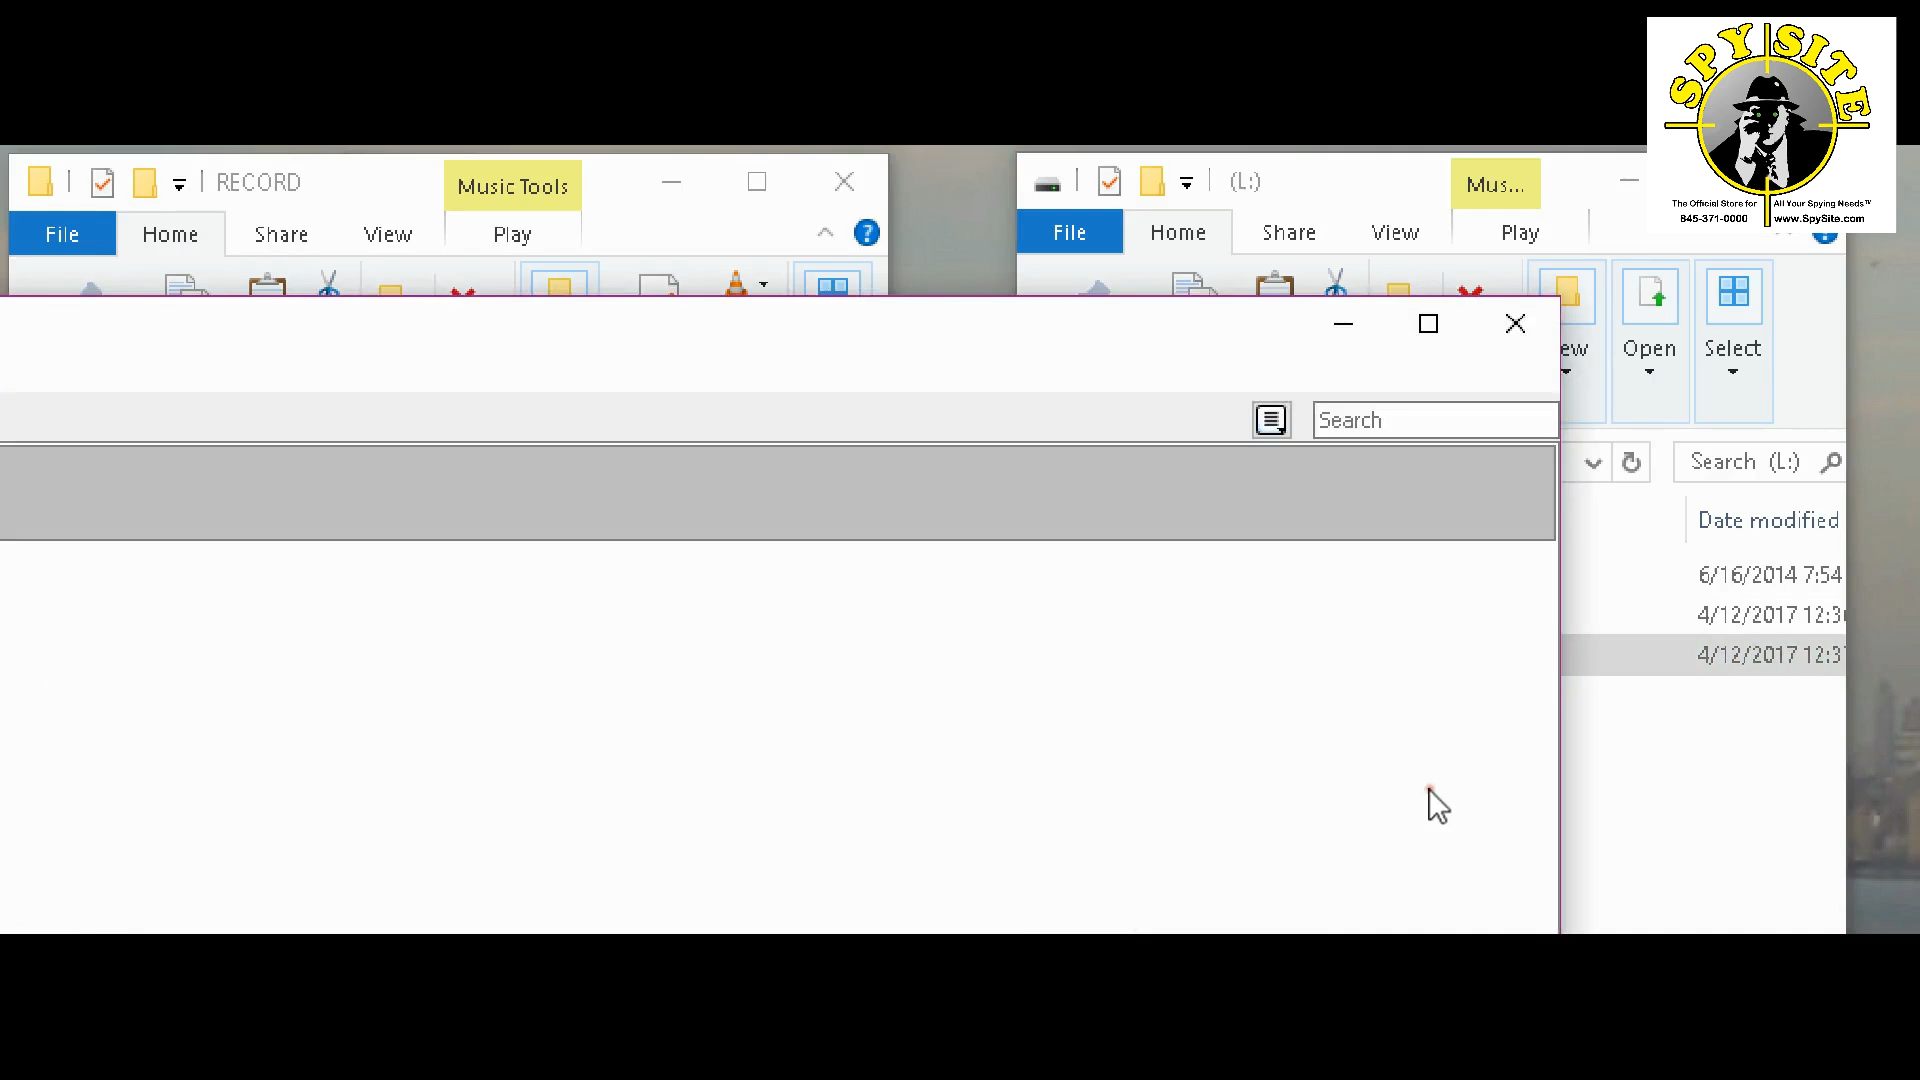 SPY SITE
The Official Store for All Your Spying Needs™
845-371-0000 www.SpySite.com
RECORD
Music Tools
File Home Share View Play
(L:)
Mus...
File Home Share View Play
Open Select
Search
Search (L:)
Date modified
6/16/2014 7:54
4/12/2017 12:3
4/12/2017 12:3